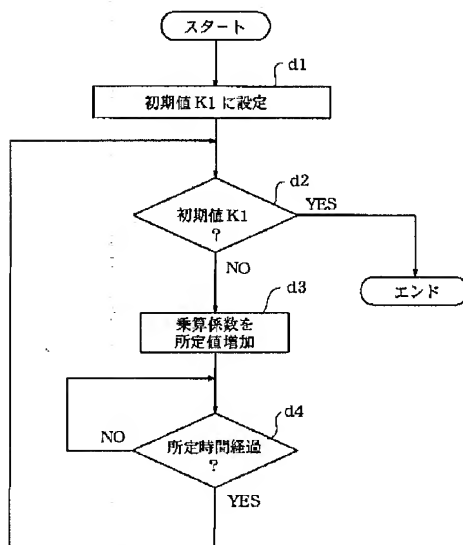 スタート
d1
初期値K1に設定
d2
初期値K1
?
YES
NO
エンド
d3
乗算係数を
所定値増加
d4
所定時間経過
?
NO
YES